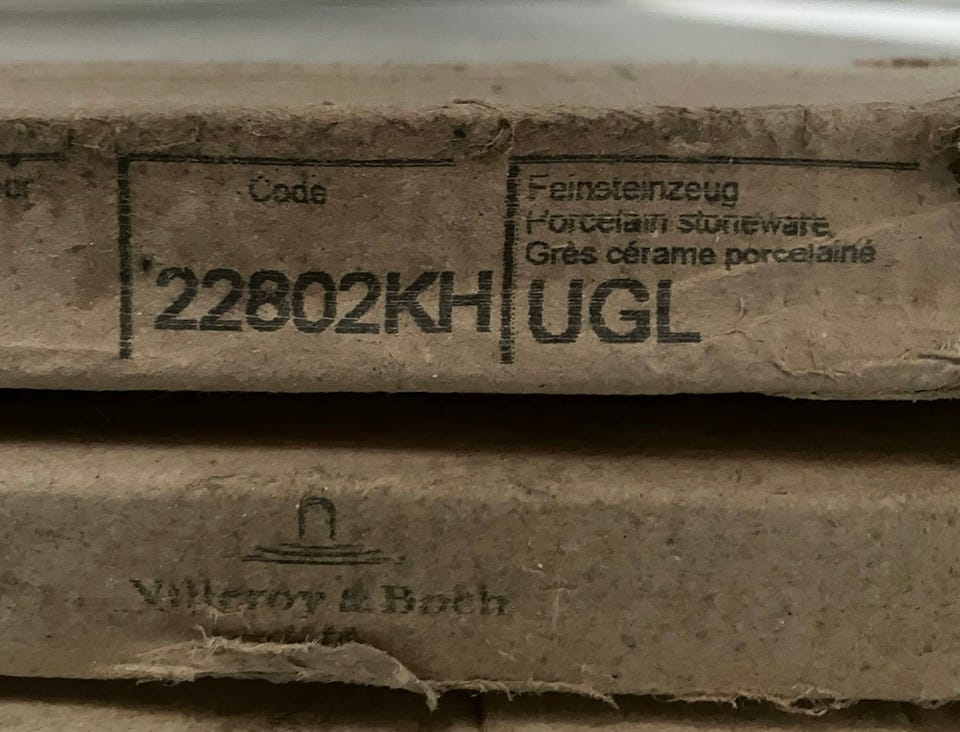 Code
22802KH
Feinsteinzeug
Porcelain stoneware,
Grès cérame porcelainé
UGL
Villeroy & Boch